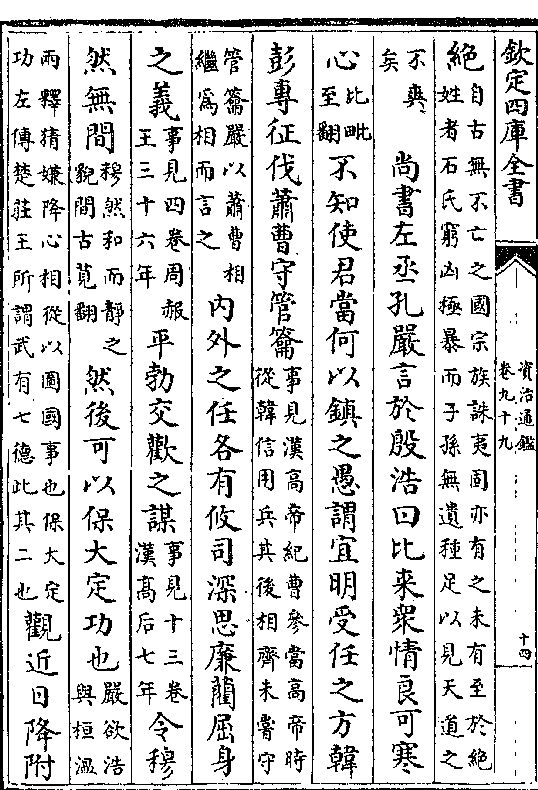 欽定四庫全書
資治通鑑
卷九十九
十四
絕
自古無不亡之國宗族誅夷固亦有之未有至於絕
姓者石氏窮凶極暴而子孫無遺種足以見天道之
不爽
矣
尚書左丞孔嚴言於殷浩曰比来衆情良可寒
心
比毗
至翻
不知使君當何以鎮之愚謂宜明受任之方韓
彭專征伐蕭曹守管籥
事見漢高帝紀曹參當高帝時
從韓信用兵其後相齊未嘗守
管籥嚴以蕭曹相
繼爲相而言之
内外之任各有攸司深思廉藺屈身
之義
事見四卷周赧
王三十六年
平勃交歡之謀
事見十三卷
漢高后七年
令穆
然無間
穆然和而靜之
貌間古莧翻
然後可以保大定功也
嚴欲浩
與桓溫
兩釋猜嫌降心相從以圖國事也保大定
功左傳楚莊王所謂武有七德此其二也
觀近日降附